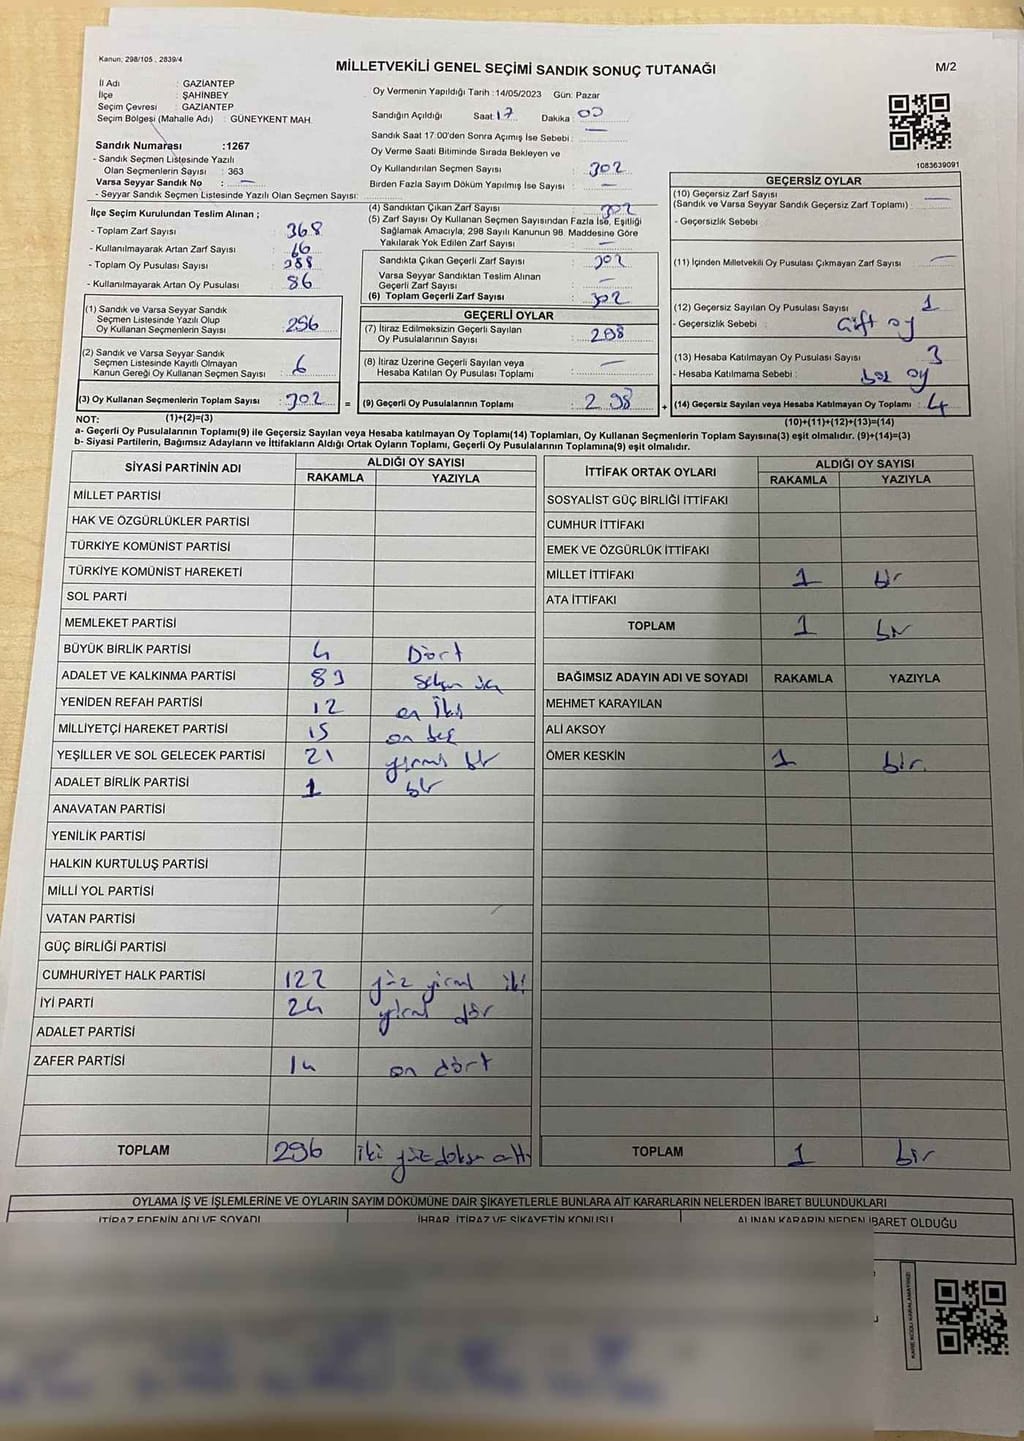 Kanun: 298/105 , 2839/4
MİLLETVEKİLİ GENEL SEÇİMİ SANDIK SONUÇ TUTANAĞI
M/2
İl Adı : GAZİANTEP
İlçe : ŞAHİNBEY
Seçim Çevresi : GAZİANTEP
Seçim Bölgesi (Mahalle Adı) : GÜNEYKENT MAH.
Sandık Numarası :1267
- Sandık Seçmen Listesinde Yazılı
Olan Seçmenlerin Sayısı : 363
Varsa Seyyar Sandık No : —
- Seyyar Sandık Seçmen Listesinde Yazılı Olan Seçmen Sayısı:
İlçe Seçim Kurulundan Teslim Alınan ;
- Toplam Zarf Sayısı : 368
- Kullanılmayarak Artan Zarf Sayısı : 66
- Toplam Oy Pusulası Sayısı : 388
- Kullanılmayarak Artan Oy Pusulası : 86
(1) Sandık ve Varsa Seyyar Sandık
Seçmen Listesinde Yazılı Olup
Oy Kullanan Seçmenlerin Sayısı : 296
(2) Sandık ve Varsa Seyyar Sandık
Seçmen Listesinde Kayıtlı Olmayan
Kanun Gereği Oy Kullanan Seçmen Sayısı : 6
(3) Oy Kullanan Seçmenlerin Toplam Sayısı : 302 =
Oy Vermenin Yapıldığı Tarih :14/05/2023 Gün: Pazar
Sandığın Açıldığı Saat: 17 Dakika : 00
Sandık Saat 17:00'den Sonra Açımış İse Sebebi : —
Oy Verme Saati Bitiminde Sırada Bekleyen ve
Oy Kullandırılan Seçmen Sayısı : 302
Birden Fazla Sayım Döküm Yapılmış İse Sayısı : —
(4) Sandıktan Çıkan Zarf Sayısı : 302
(5) Zarf Sayısı Oy Kullanan Seçmen Sayısından Fazla İse, Eşitliği
Sağlamak Amacıyla, 298 Sayılı Kanunun 98. Maddesine Göre
Yakılarak Yok Edilen Zarf Sayısı : —
Sandıkta Çıkan Geçerli Zarf Sayısı : 302
Varsa Seyyar Sandıktan Teslim Alınan
Geçerli Zarf Sayısı : —
(6) Toplam Geçerli Zarf Sayısı : 302
GEÇERLİ OYLAR
(7) İtiraz Edilmeksizin Geçerli Sayılan
Oy Pusulalarının Sayısı : 298
(8) İtiraz Üzerine Geçerli Sayılan veya
Hesaba Katılan Oy Pusulası Toplamı : —
(9) Geçerli Oy Pusulalarının Toplamı : 298 +
1083639091
GEÇERSİZ OYLAR
(10) Geçersiz Zarf Sayısı
(Sandık ve Varsa Seyyar Sandık Geçersiz Zarf Toplamı) : —
- Geçersizlik Sebebi :
(11) İçinden Milletvekili Oy Pusulası Çıkmayan Zarf Sayısı : —
(12) Geçersiz Sayılan Oy Pusulası Sayısı : 1
- Geçersizlik Sebebi : Çift oy
(13) Hesaba Katılmayan Oy Pusulası Sayısı : 3
- Hesaba Katılmama Sebebi : boş oy
(14) Geçersiz Sayılan veya Hesaba Katılmayan Oy Toplamı : 4
NOT: (1)+(2)=(3)
(10)+(11)+(12)+(13)=(14)
a- Geçerli Oy Pusulalarının Toplamı(9) ile Geçersiz Sayılan veya Hesaba katılmayan Oy Toplamı(14) Toplamları, Oy Kullanan Seçmenlerin Toplam Sayısına(3) eşit olmalıdır. (9)+(14)=(3)
b- Siyasi Partilerin, Bağımsız Adayların ve İttifakların Aldığı Ortak Oyların Toplamı, Geçerli Oy Pusulalarının Toplamına(9) eşit olmalıdır.
SİYASİ PARTİNİN ADI ALDIĞI OY SAYISI
RAKAMLA YAZIYLA
MİLLET PARTİSİ
HAK VE ÖZGÜRLÜKLER PARTİSİ
TÜRKİYE KOMÜNİST PARTİSİ
TÜRKİYE KOMÜNİST HAREKETİ
SOL PARTİ
MEMLEKET PARTİSİ
BÜYÜK BİRLİK PARTİSİ 4 Dört
ADALET VE KALKINMA PARTİSİ 83 Seksen üç
YENİDEN REFAH PARTİSİ 12 on iki
MİLLİYETÇİ HAREKET PARTİSİ 15 on beş
YEŞİLLER VE SOL GELECEK PARTİSİ 21 yirmi bir
ADALET BİRLİK PARTİSİ 1 bir
ANAVATAN PARTİSİ
YENİLİK PARTİSİ
HALKIN KURTULUŞ PARTİSİ
MİLLİ YOL PARTİSİ
VATAN PARTİSİ
GÜÇ BİRLİĞİ PARTİSİ
CUMHURİYET HALK PARTİSİ 122 yüz yirmi iki
İYİ PARTİ 24 yirmi dör
ADALET PARTİSİ
ZAFER PARTİSİ 14 on dört
TOPLAM 296 iki yüz doksan altı
İTTİFAK ORTAK OYLARI ALDIĞI OY SAYISI
RAKAMLA YAZIYLA
SOSYALİST GÜÇ BİRLİĞİ İTTİFAKI
CUMHUR İTTİFAKI
EMEK VE ÖZGÜRLÜK İTTİFAKI
MİLLET İTTİFAKI 1 bir
ATA İTTİFAKI
TOPLAM 1 bir
BAĞIMSIZ ADAYIN ADI VE SOYADI RAKAMLA YAZIYLA
MEHMET KARAYILAN
ALİ AKSOY
ÖMER KESKİN 1 bir
TOPLAM 1 bir
OYLAMA İŞ VE İŞLEMLERİNE VE OYLARIN SAYIM DÖKÜMÜNE DAİR ŞİKAYETLERLE BUNLARA AİT KARARLARIN NELERDEN İBARET BULUNDUKLARI
İTİRAZ EDENİN ADI VE SOYADI İHBAR, İTİRAZ VE ŞİKAYETİN KONUSU ALINAN KARARIN NEDEN İBARET OLDUĞU